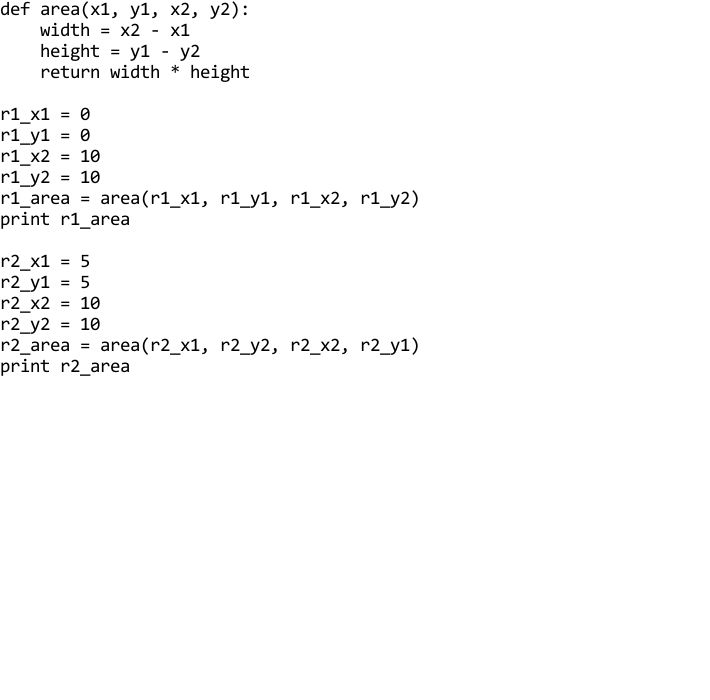 def area(x1, y1, x2, y2):
    width = x2 - x1
    height = y1 - y2
    return width * height

r1_x1 = 0
r1_y1 = 0
r1_x2 = 10
r1_y2 = 10
r1_area = area(r1_x1, r1_y1, r1_x2, r1_y2)
print r1_area

r2_x1 = 5
r2_y1 = 5
r2_x2 = 10
r2_y2 = 10
r2_area = area(r2_x1, r2_y2, r2_x2, r2_y1)
print r2_area